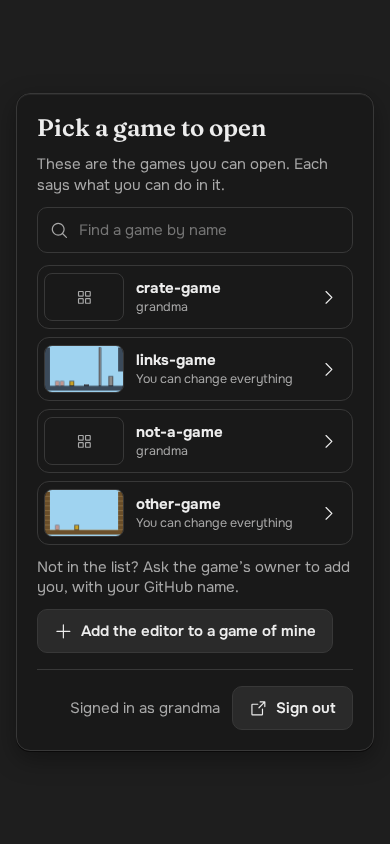 Pick a game to open
These are the games you can open. Each
says what you can do in it.
Find a game by name
crate-game
grandma
links-game
You can change everything
not-a-game
grandma
other-game
You can change everything
Not in the list? Ask the game’s owner to add
you, with your GitHub name.
Add the editor to a game of mine
Signed in as grandma
Sign out